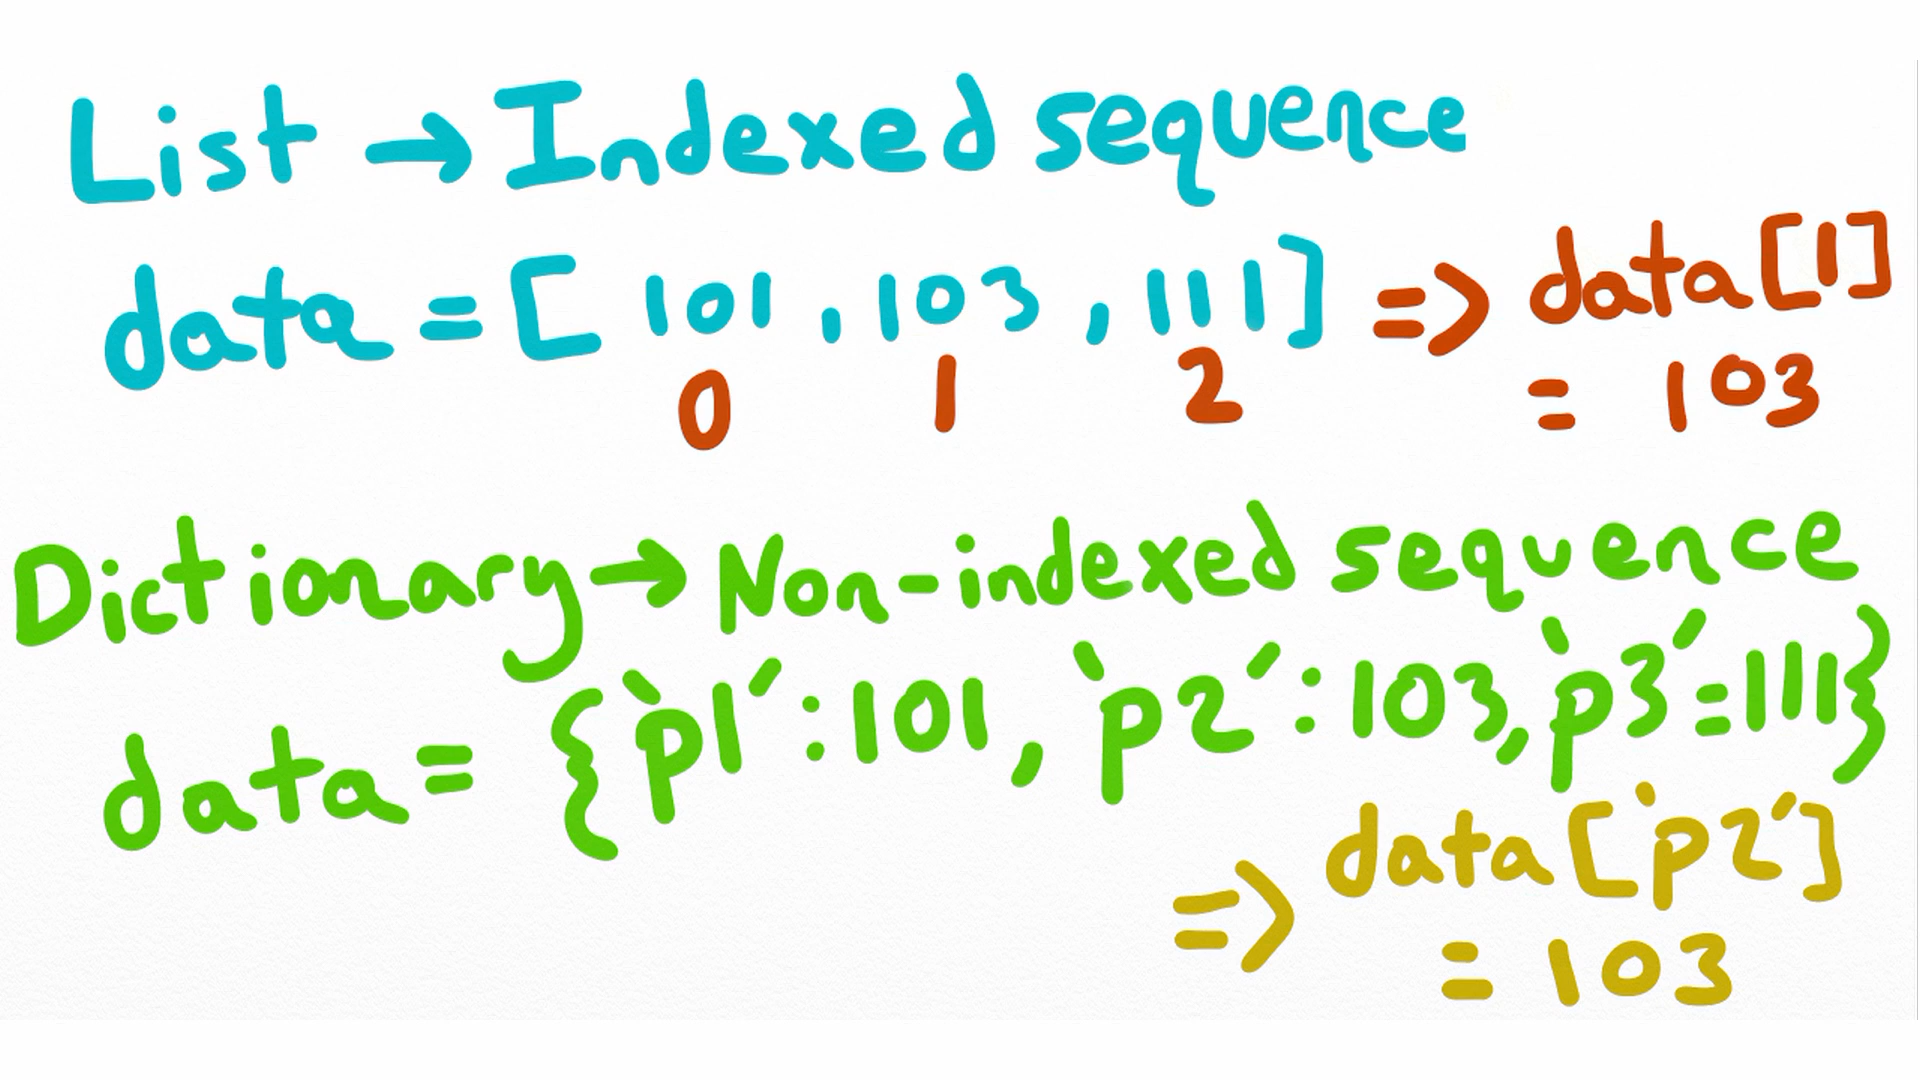 List → Indexed sequence
data = [ 101 , 103 , 111 ] => data[1]
0 1 2 = 103
Dictionary → Non-indexed sequence
data = {'p1' : 101, 'p2' : 103, 'p3' = 111}
=> data['p2']
= 103